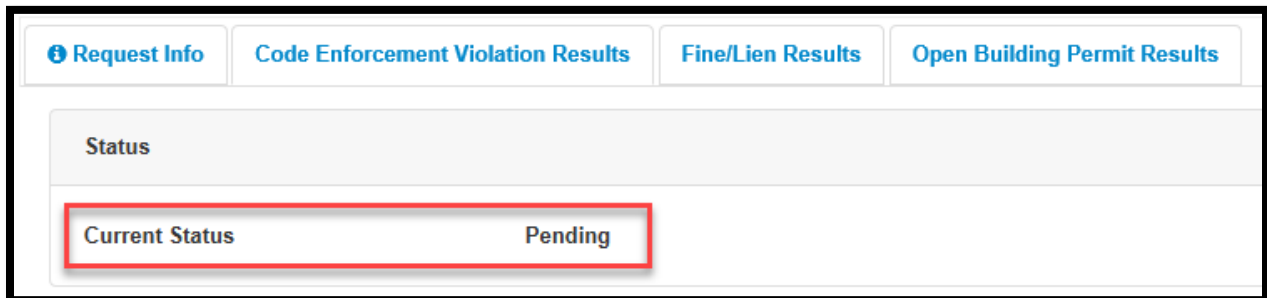 Request Info Code Enforcement Violation Results Fine/Lien Results Open Building Permit Results
Status
Current Status Pending